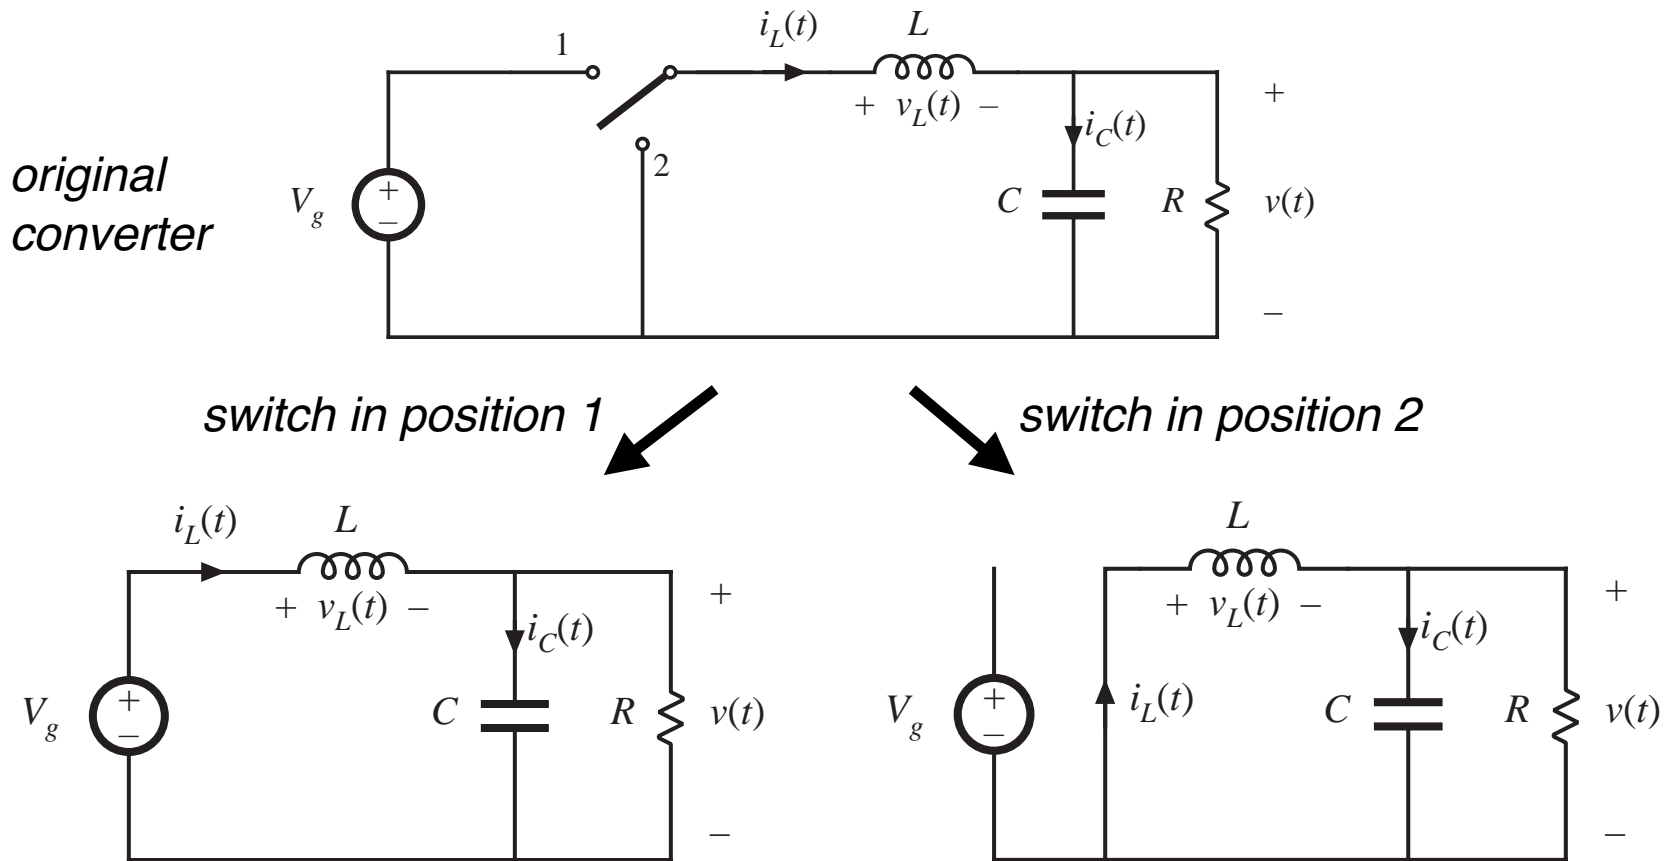 i_L(t) L
1
+ v_L(t) –
+
i_C(t)
2
original
converter
V_g
+
–
C
R
v(t)
–
switch in position 1
switch in position 2
i_L(t) L
+ v_L(t) –
+
i_C(t)
V_g
+
–
C
R
v(t)
–
L
+ v_L(t) –
+
i_C(t)
V_g
+
–
i_L(t)
C
R
v(t)
–